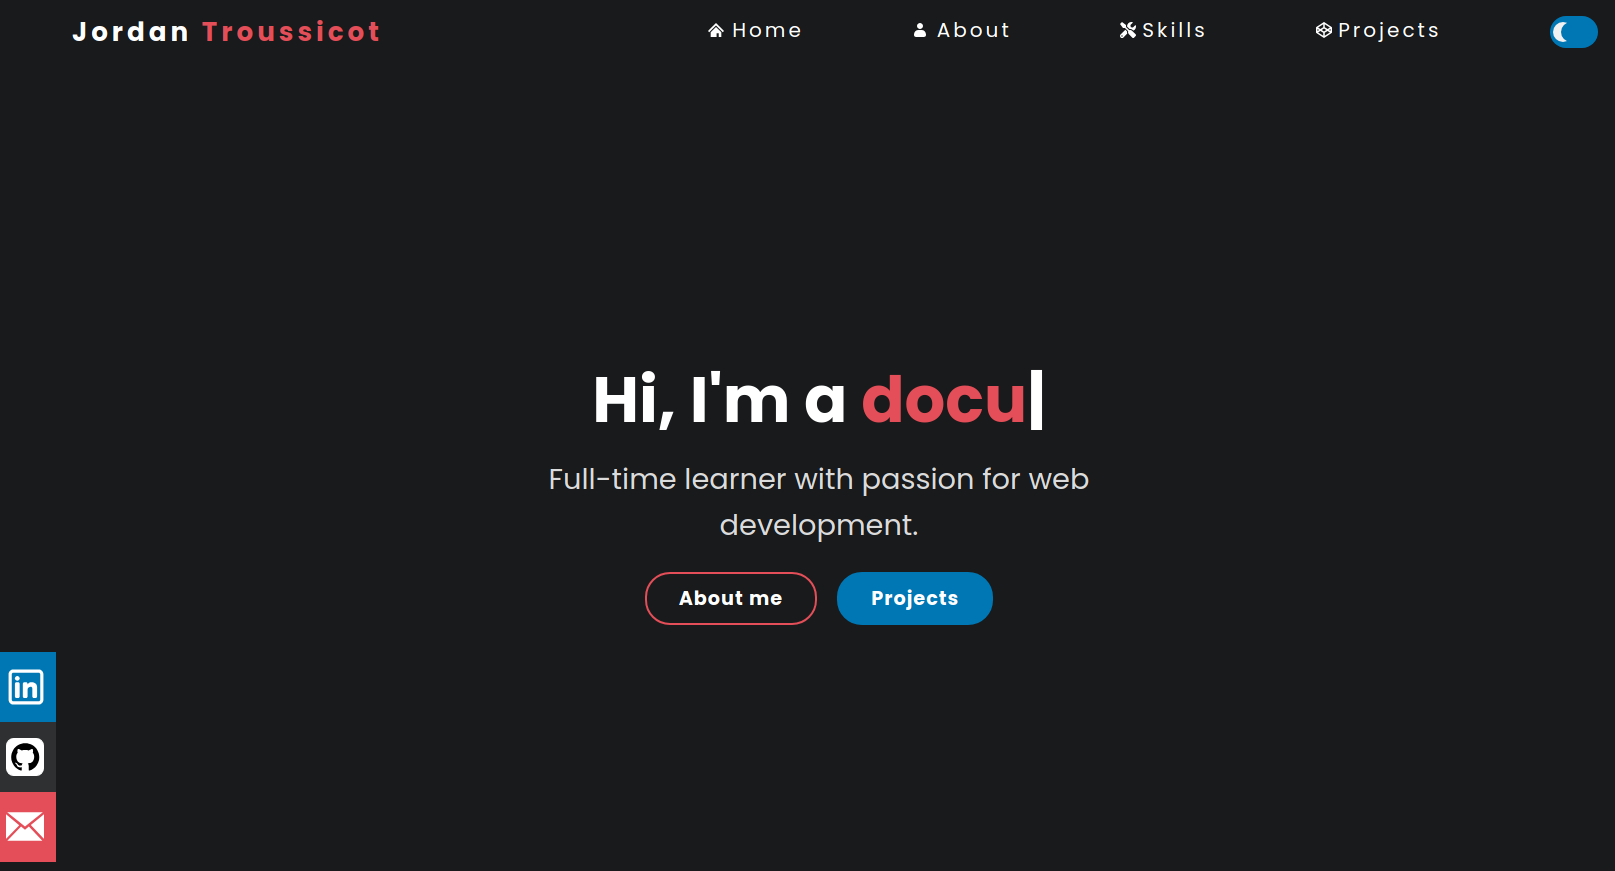 Jordan Troussicot
Home
About
Skills
Projects
Hi, I'm a docu|
Full-time learner with passion for web
development.
About me
Projects
in